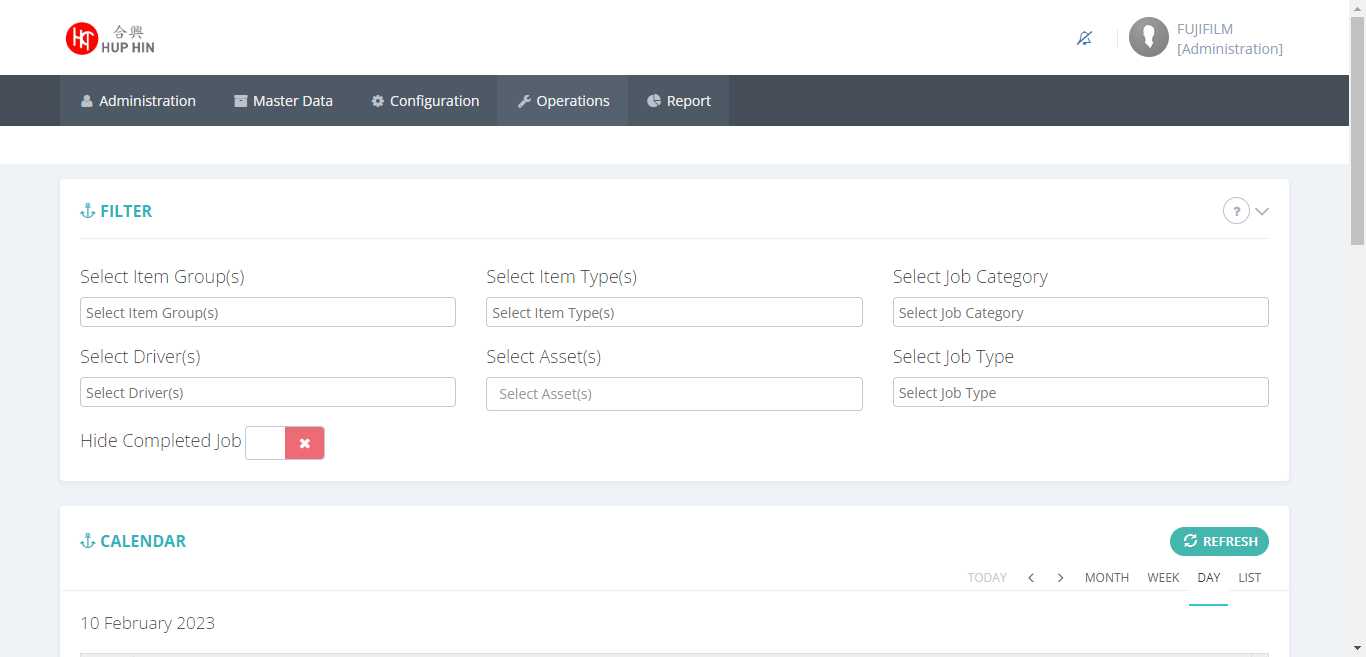 合興
HUP HIN
FUJIFILM
[Administration]
Administration Master Data Configuration Operations Report
FILTER
?
Select Item Group(s) Select Item Type(s) Select Job Category
Select Item Group(s) Select Item Type(s) Select Job Category
Select Driver(s) Select Asset(s) Select Job Type
Select Driver(s) Select Asset(s) Select Job Type
Hide Completed Job
CALENDAR
REFRESH
TODAY < > MONTH WEEK DAY LIST
10 February 2023